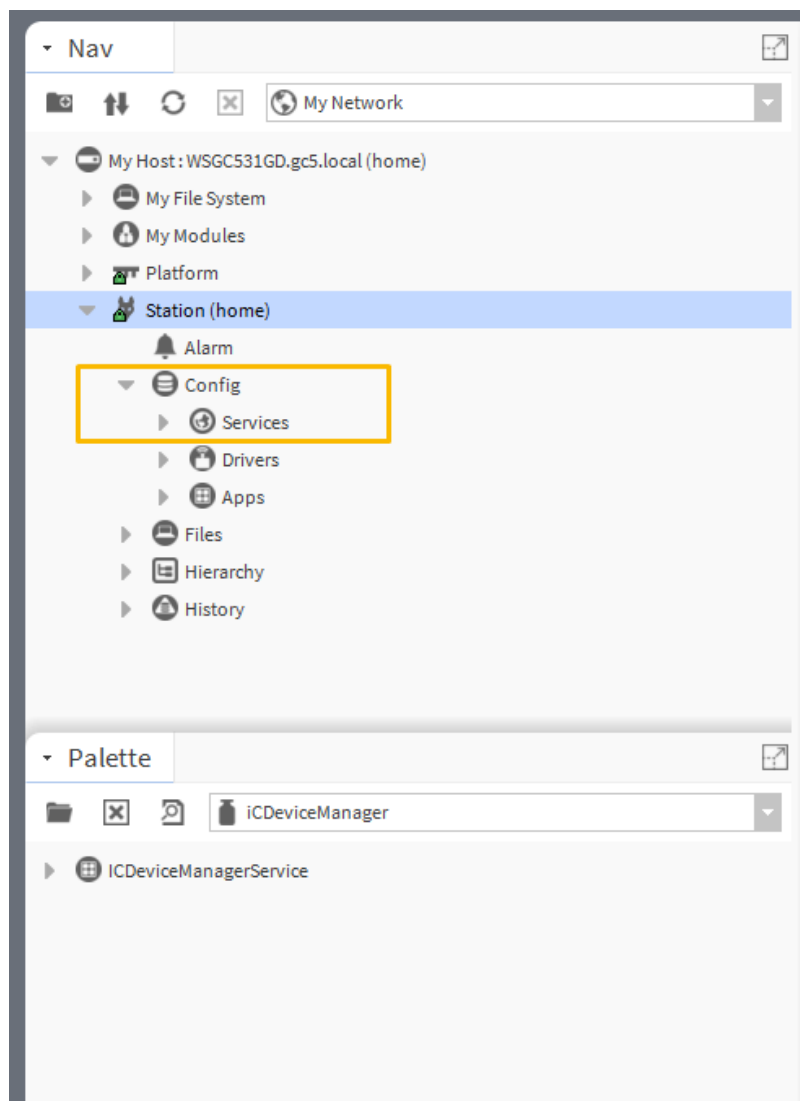 Nav
My Network
My Host : WSGC531GD.gc5.local (home)
My File System
My Modules
Platform
Station (home)
Alarm
Config
Services
Drivers
Apps
Files
Hierarchy
History
Palette
iCDeviceManager
ICDeviceManagerService